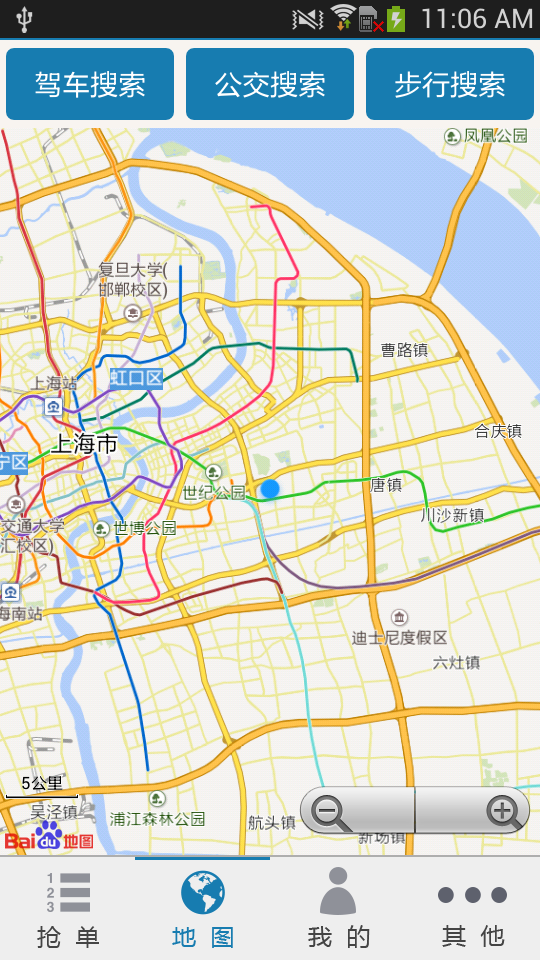 11:06 AM
驾车搜索 公交搜索 步行搜索
凤凰公园
复旦大学(
邯郸校区)
曹路镇
上海站
虹口区
合庆镇
上海市
宁区
世纪公园
唐镇
川沙新镇
交通大学
汇校区)
世博公园
海南站
迪士尼度假区
六灶镇
5公里
吴泾镇
浦江森林公园
航头镇
新场镇
Bai du 地图
1
2
3
抢 单 地 图 我 的 其 他